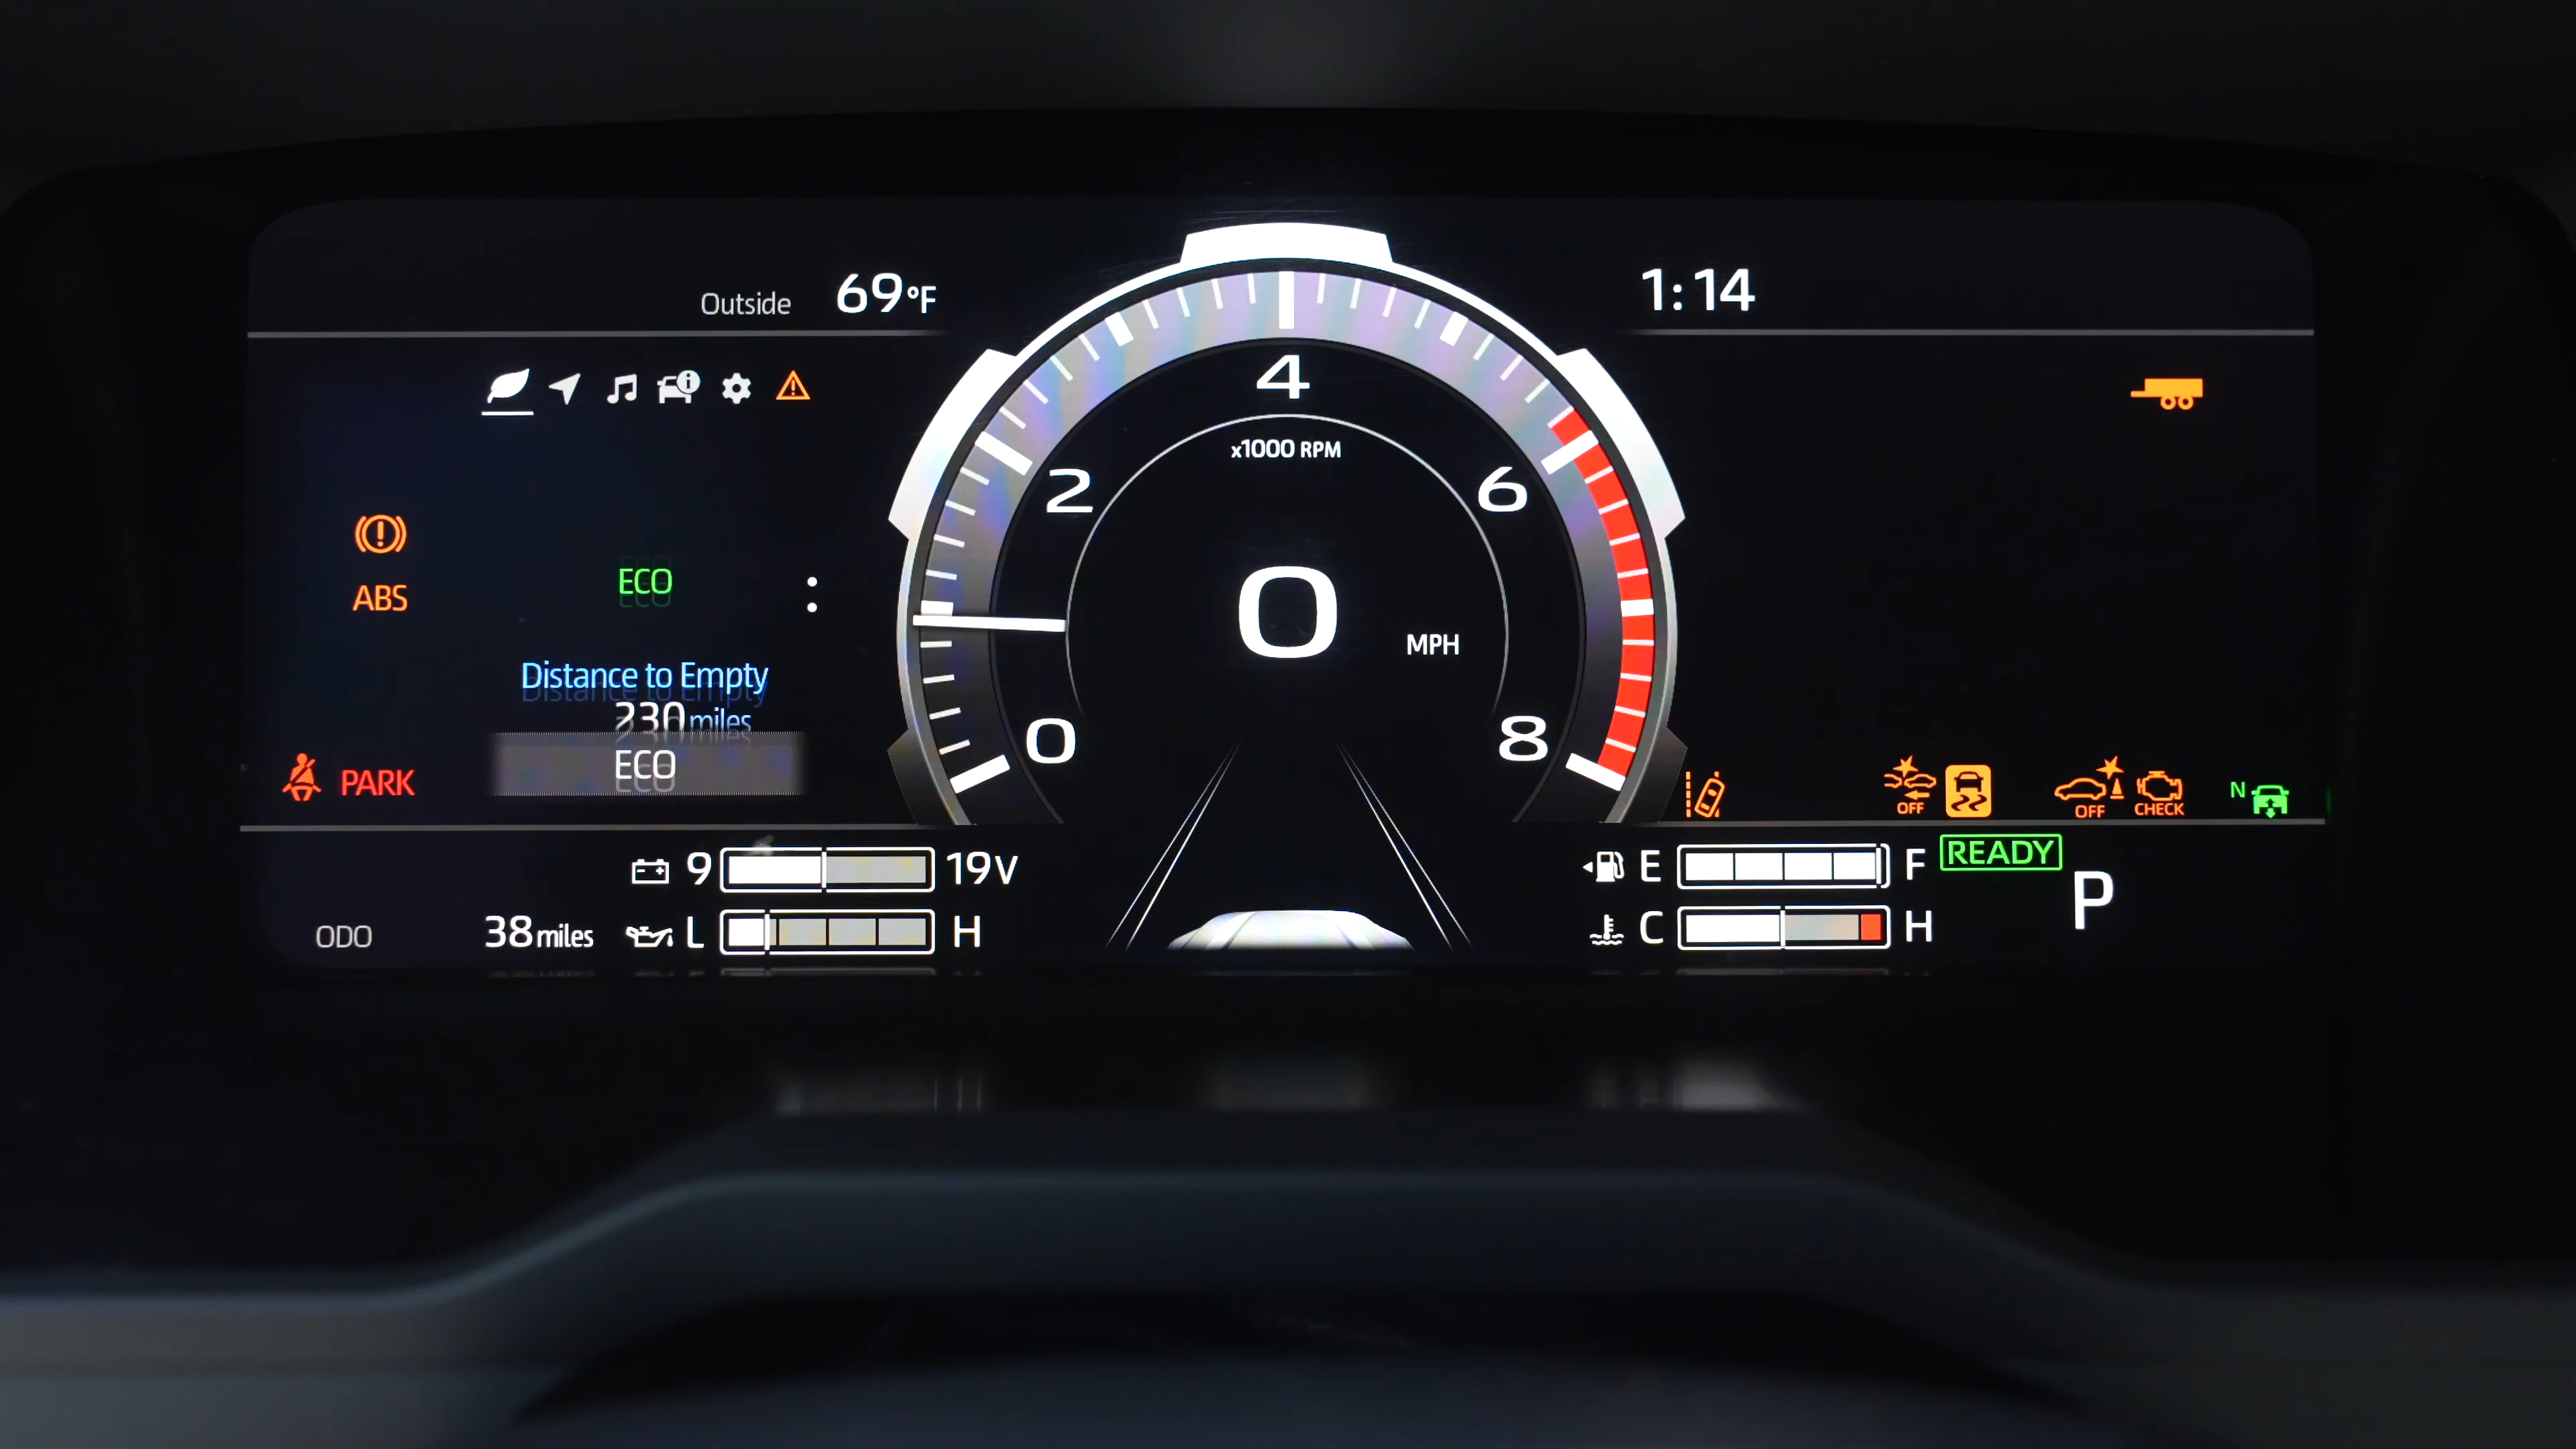 Outside 69°F
1:14
4
x1000 RPM
2
6
ABS
ECO
0 MPH
Distance to Empty
230 miles
0
8
PARK
ECO
OFF
OFF
CHECK
N
9 19V
E F
READY
P
ODO 38 miles
L H
C H